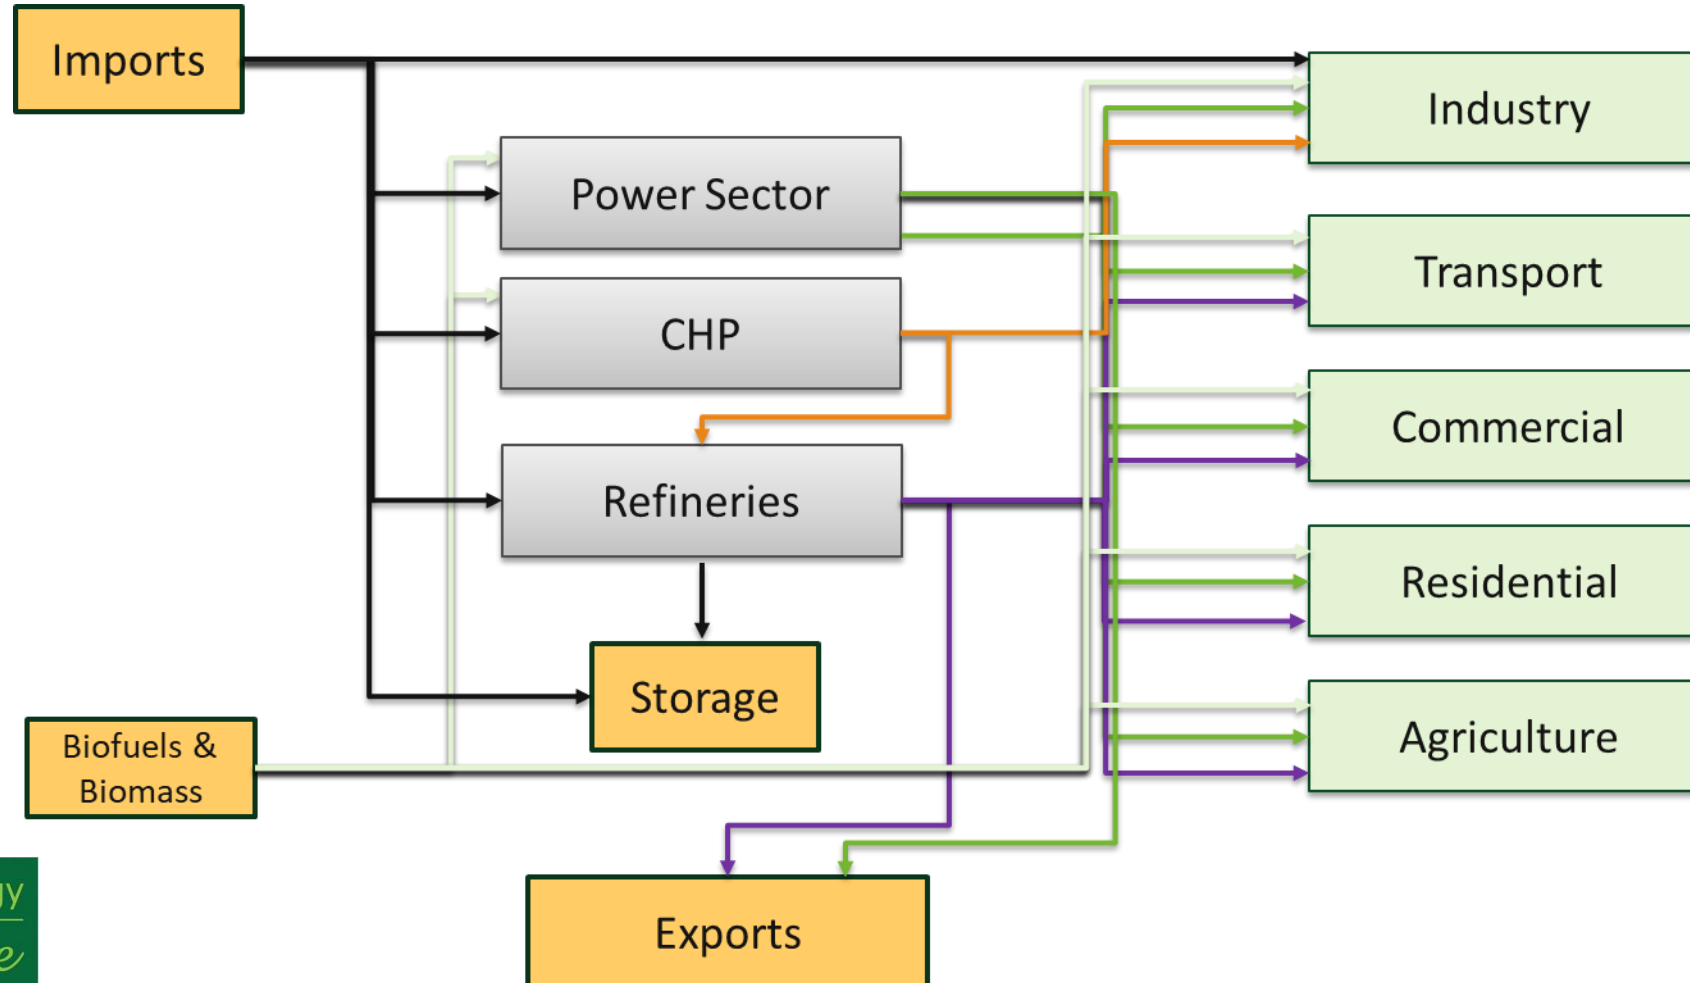 Imports
Industry
Power Sector
Transport
CHP
Commercial
Refineries
Residential
Storage
Agriculture
Biofuels &
Biomass
Exports